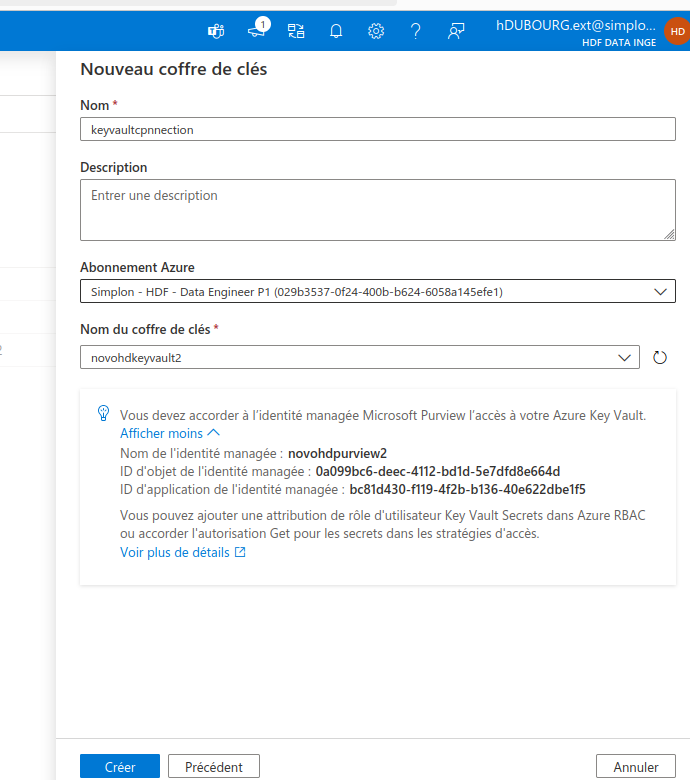 1
hDUBOURG.ext@simplo...
HDF DATA INGE
HD
Nouveau coffre de clés
Nom *
keyvaultcpnnection
Description
Entrer une description
Abonnement Azure
Simplon - HDF - Data Engineer P1 (029b3537-0f24-400b-b624-6058a145efe1)
Nom du coffre de clés *
novohdkeyvault2
Vous devez accorder à l’identité managée Microsoft Purview l’accès à votre Azure Key Vault.
Afficher moins
Nom de l'identité managée : novohdpurview2
ID d'objet de l'identité managée : 0a099bc6-deec-4112-bd1d-5e7dfd8e664d
ID d'application de l'identité managée : bc81d430-f119-4f2b-b136-40e622dbe1f5
Vous pouvez ajouter une attribution de rôle d'utilisateur Key Vault Secrets dans Azure RBAC
ou accorder l'autorisation Get pour les secrets dans les stratégies d'accès.
Voir plus de détails
Créer
Précédent
Annuler